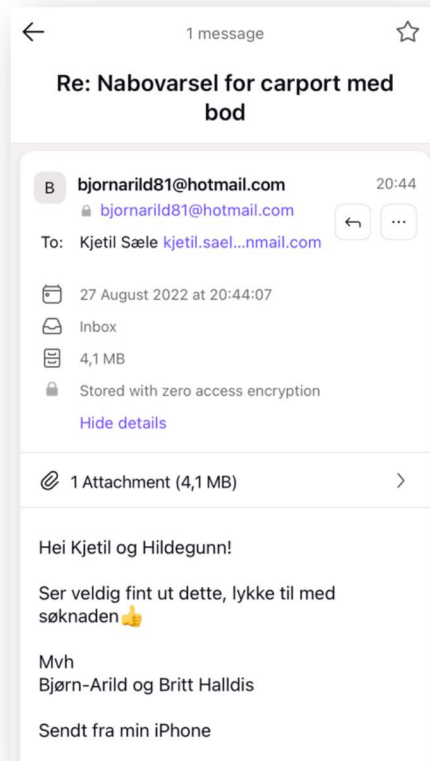 1 message
Re: Nabovarsel for carport med
bod
B
bjornarild81@hotmail.com
20:44
bjornarild81@hotmail.com
To: Kjetil Sæle kjetil.sael...nmail.com
27 August 2022 at 20:44:07
Inbox
4,1 MB
Stored with zero access encryption
Hide details
1 Attachment (4,1 MB)
Hei Kjetil og Hildegunn!
Ser veldig fint ut dette, lykke til med
søknaden👍
Mvh
Bjørn-Arild og Britt Halldis
Sendt fra min iPhone